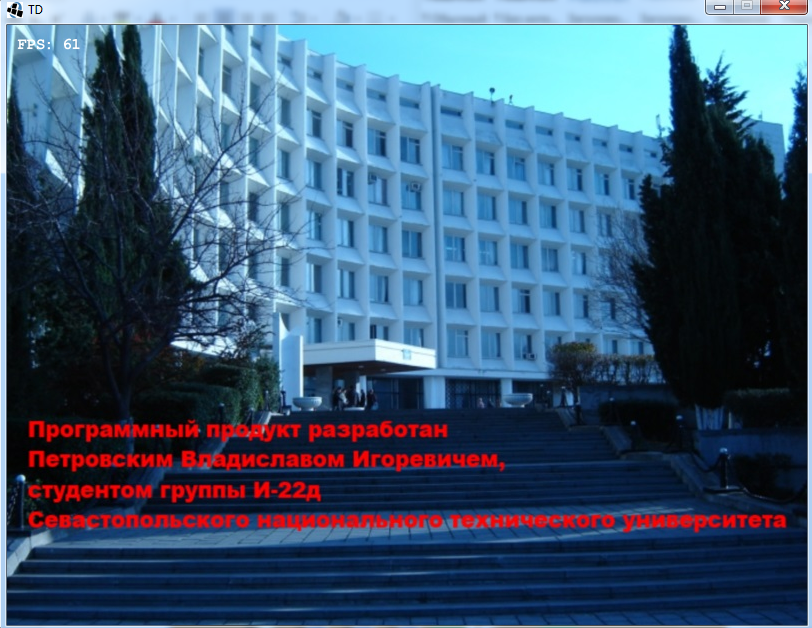 TD
FPS: 61
Программный продукт разработан
Петровским Владиславом Игоревичем,
студентом группы И-22д
Севастопольского национального технического университета